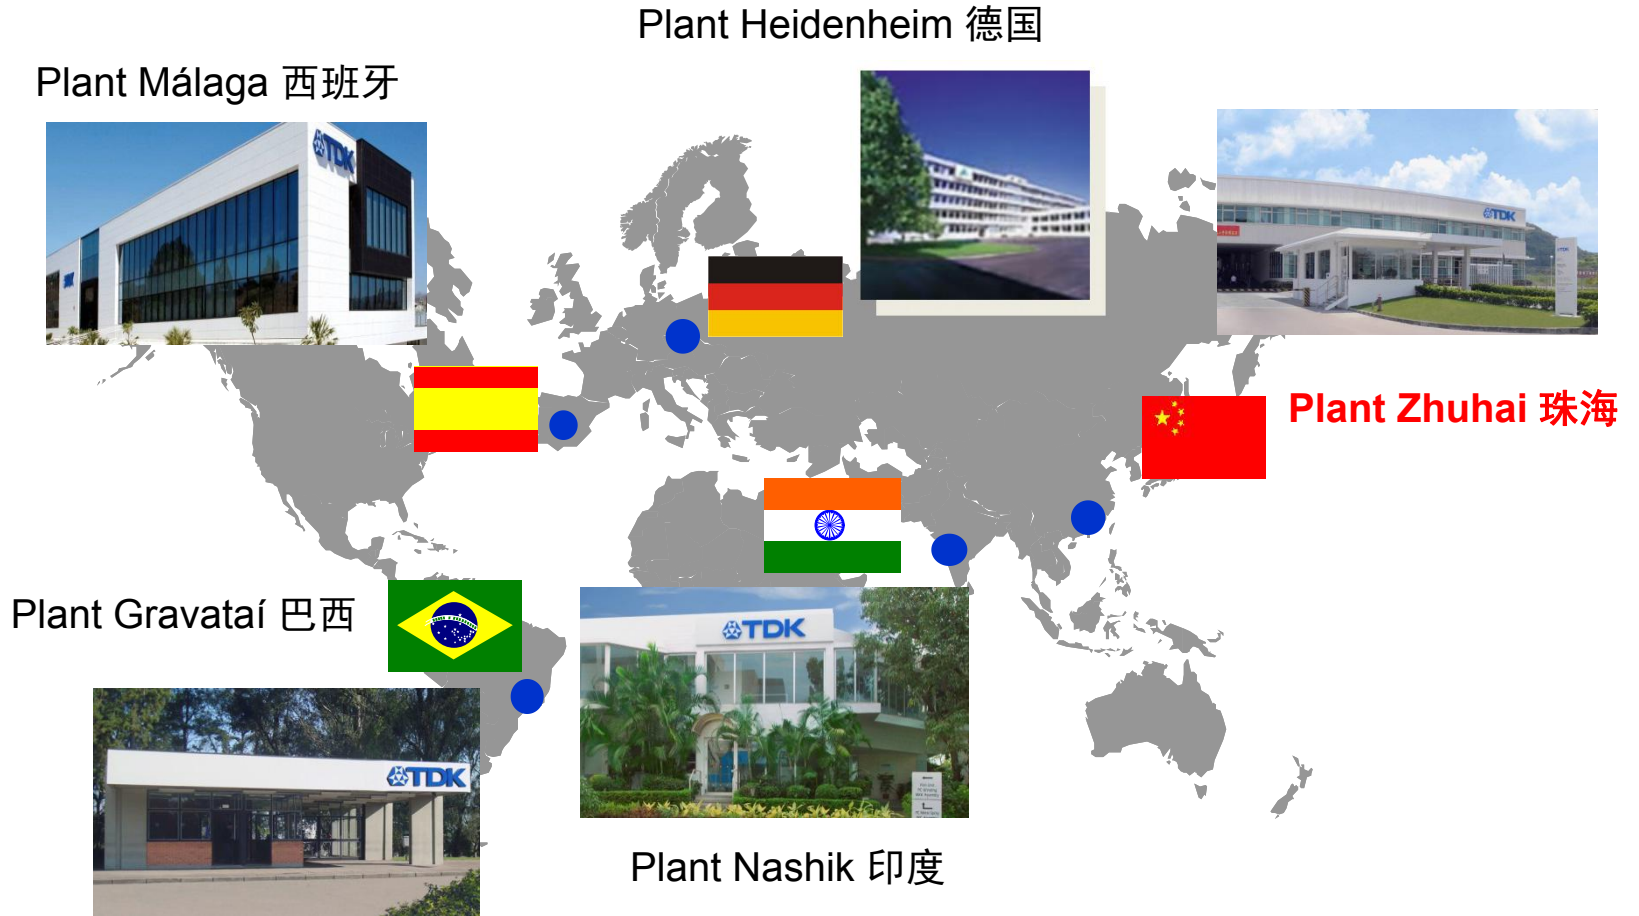 Plant Heidenheim 德国
Plant Málaga 西班牙
TDK
TDK
Plant Zhuhai 珠海
Plant Gravataí 巴西
TDK
TDK
Plant Nashik 印度